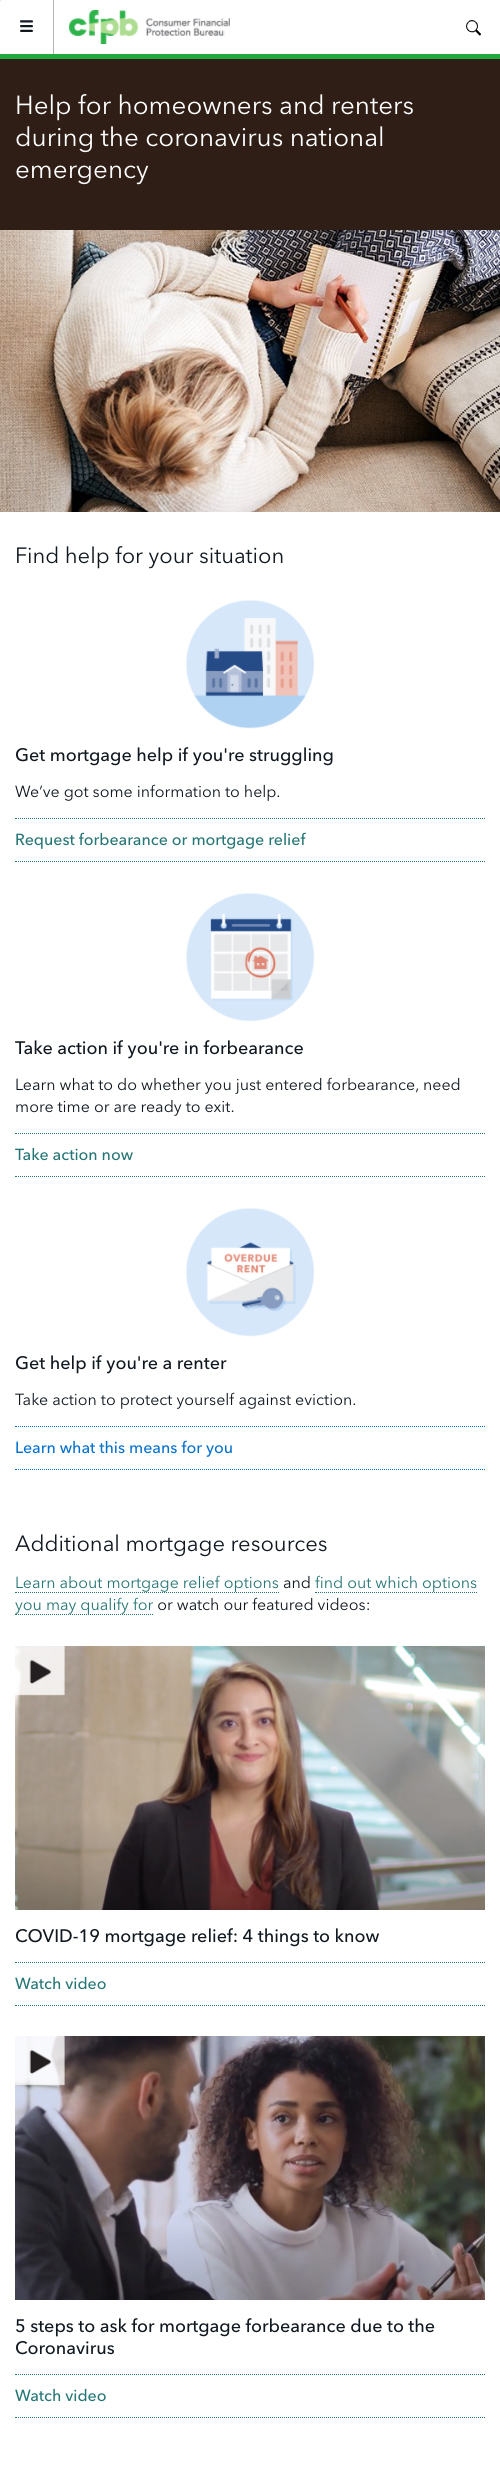 cfpb Consumer Financial
Protection Bureau
Help for homeowners and renters
during the coronavirus national
emergency
Find help for your situation
Get mortgage help if you're struggling
We’ve got some information to help.
Request forbearance or mortgage relief
Take action if you're in forbearance
Learn what to do whether you just entered forbearance, need
more time or are ready to exit.
Take action now
OVERDUE
RENT
Get help if you're a renter
Take action to protect yourself against eviction.
Learn what this means for you
Additional mortgage resources
Learn about mortgage relief options and find out which options
you may qualify for or watch our featured videos:
COVID-19 mortgage relief: 4 things to know
Watch video
5 steps to ask for mortgage forbearance due to the
Coronavirus
Watch video